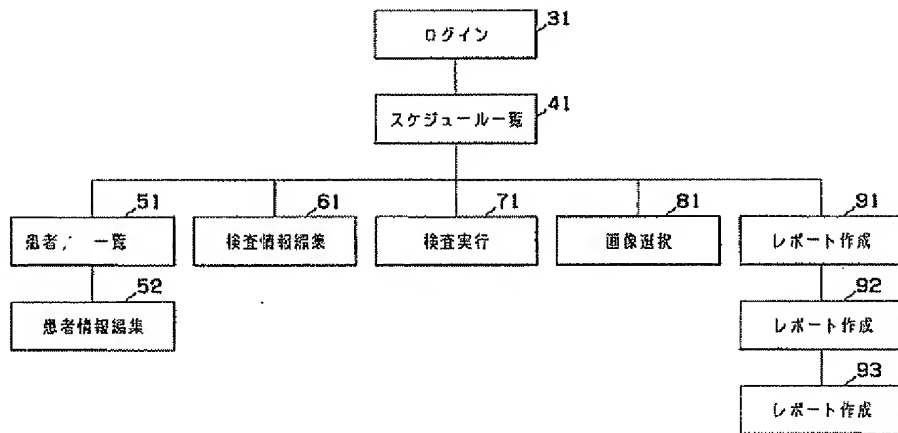 ログイン
31
スケジュール一覧
41
51
61
71
81
91
患者 一覧
検査情報編集
検査実行
画像選択
レポート作成
52
92
患者情報編集
レポート作成
93
レポート作成